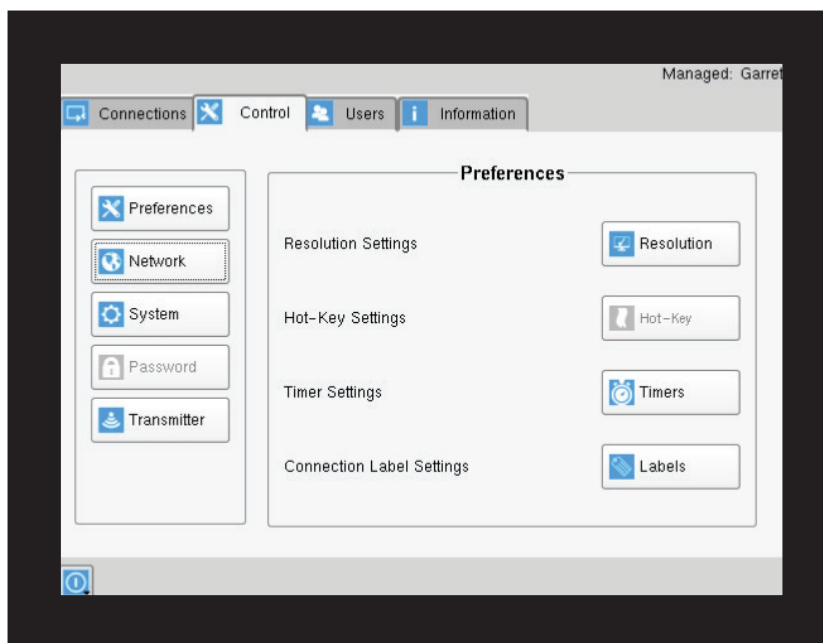 Managed: Garret
Connections
Control
Users
Information
Preferences
Network
System
Password
Transmitter
Preferences
Resolution Settings
Resolution
Hot-Key Settings
Hot-Key
Timer Settings
Timers
Connection Label Settings
Labels